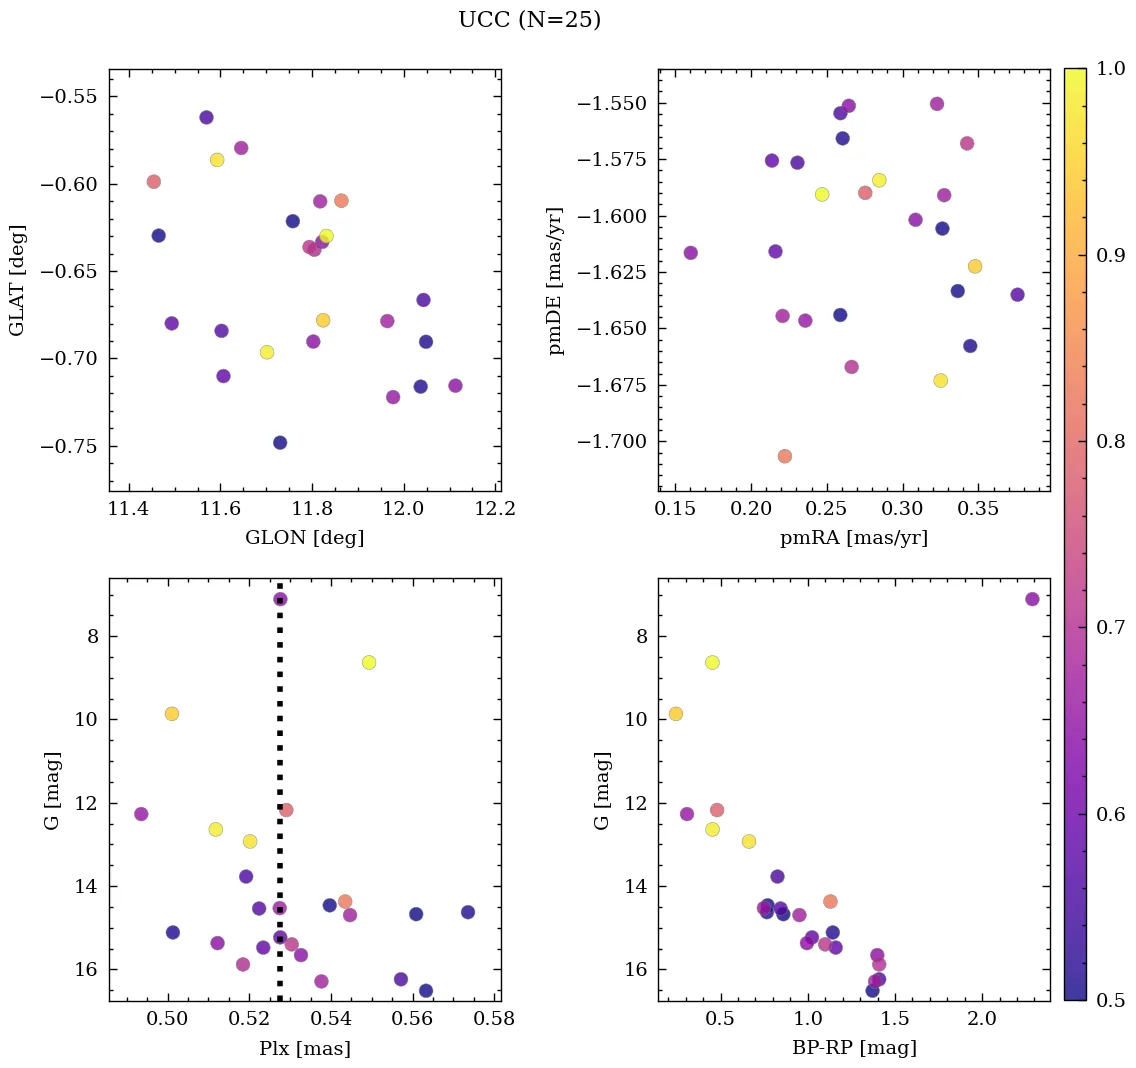 UCC (N=25)
−0.55
−0.60
−0.65
−0.70
−0.75
GLAT [deg]
11.4 11.6 11.8 12.0 12.2
GLON [deg]
−1.550
−1.575
−1.600
−1.625
−1.650
−1.675
−1.700
pmDE [mas/yr]
0.15 0.20 0.25 0.30 0.35
pmRA [mas/yr]
8
10
12
14
16
G [mag]
0.50 0.52 0.54 0.56 0.58
Plx [mas]
8
10
12
14
16
G [mag]
0.5 1.0 1.5 2.0
BP-RP [mag]
1.0
0.9
0.8
0.7
0.6
0.5